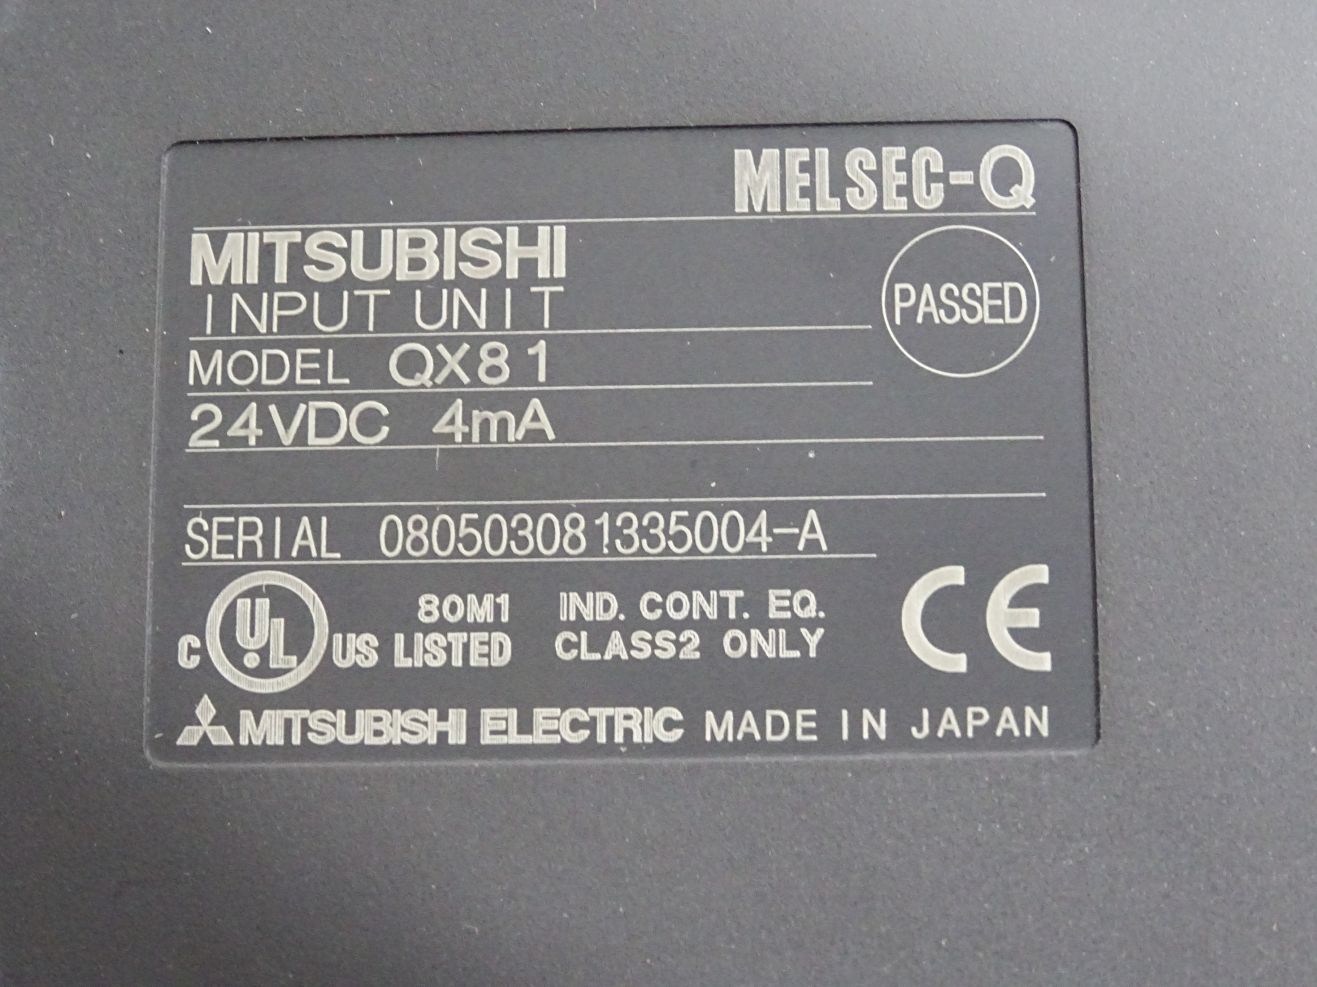 MELSEC-Q
MITSUBISHI
INPUT UNIT
PASSED
MODEL QX81
24VDC 4mA
SERIAL 080503081335004-A
C UL US LISTED 80M1 IND. CONT. EQ.
CLASS2 ONLY
CE
MITSUBISHI ELECTRIC MADE IN JAPAN